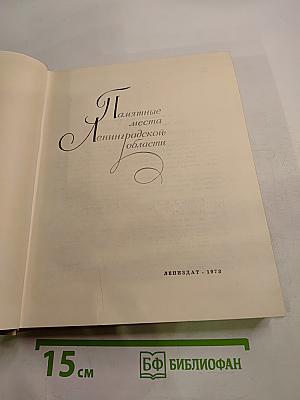 Памятные
места
Ленинградской
области
ЛЕНИЗДАТ · 1973
15 см
БФ БИБЛИОФАН